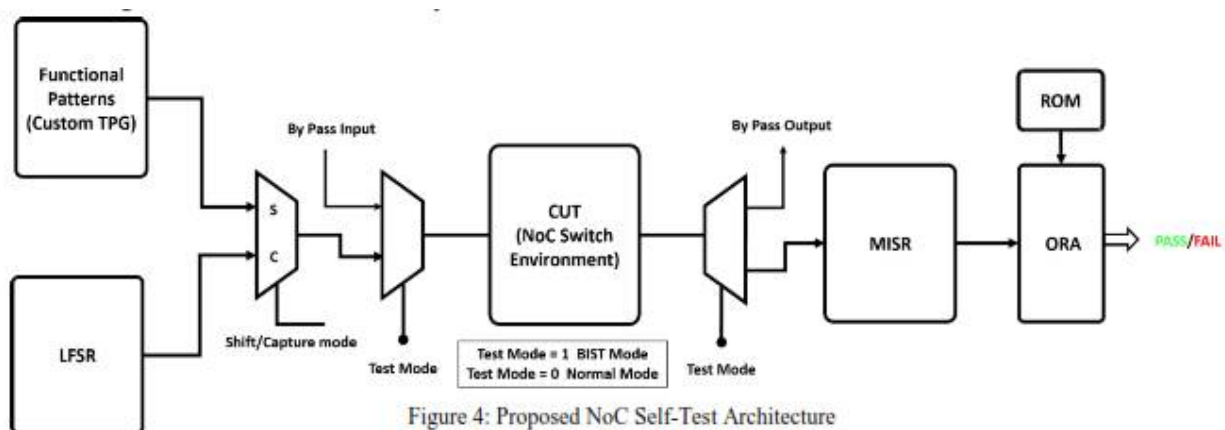 Functional
Patterns
(Custom TPG)
LFSR
S
C
Shift/Capture mode
By Pass Input
Test Mode
CUT
(NoC Switch
Environment)
Test Mode = 1 BIST Mode
Test Mode = 0 Normal Mode
By Pass Output
Test Mode
MISR
ROM
ORA
PASS/FAIL
Figure 4: Proposed NoC Self-Test Architecture